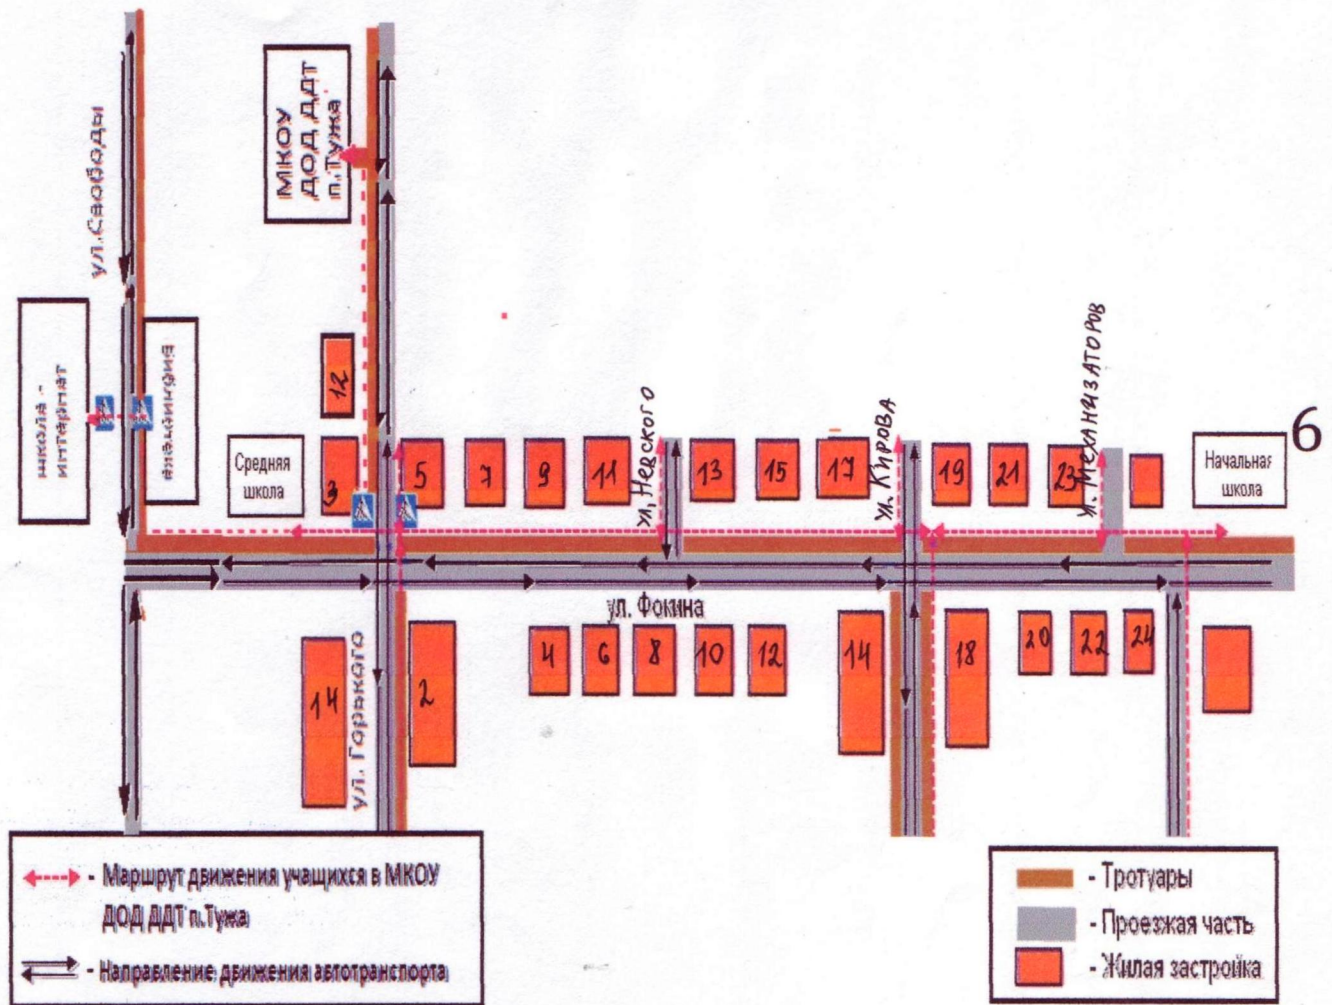 ул.Свободы
МКОУ
ДОД ДДТ
п.Тужа
школа -
интернат
12
Средняя
школа
3
5
7
9
11
ул, Невского
13
15
17
ул. Кирова
19
21
23
ул. Механизаторов
Начальная
школа
6
ул. Фокина
14
ул. Горького
2
4
6
8
10
12
14
18
20
22
24
- Маршрут движения учащихся в МКОУ
ДОД ДДТ п.Тужа
- Направление движения автотранспорта
- Тротуары
- Проезжая часть
- Жилая застройка